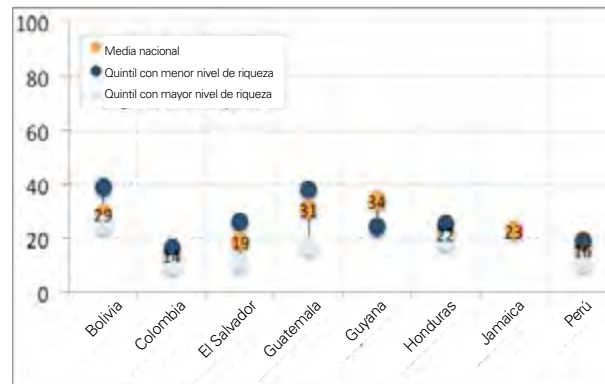 100
80
60
40
20
0
Media nacional
Quintil con menor nivel de riqueza
Quintil con mayor nivel de riqueza
29
14
19
31
34
22
23
16
Bolivia
Colombia
El Salvador
Guatemala
Guyana
Honduras
Jamaica
Perú